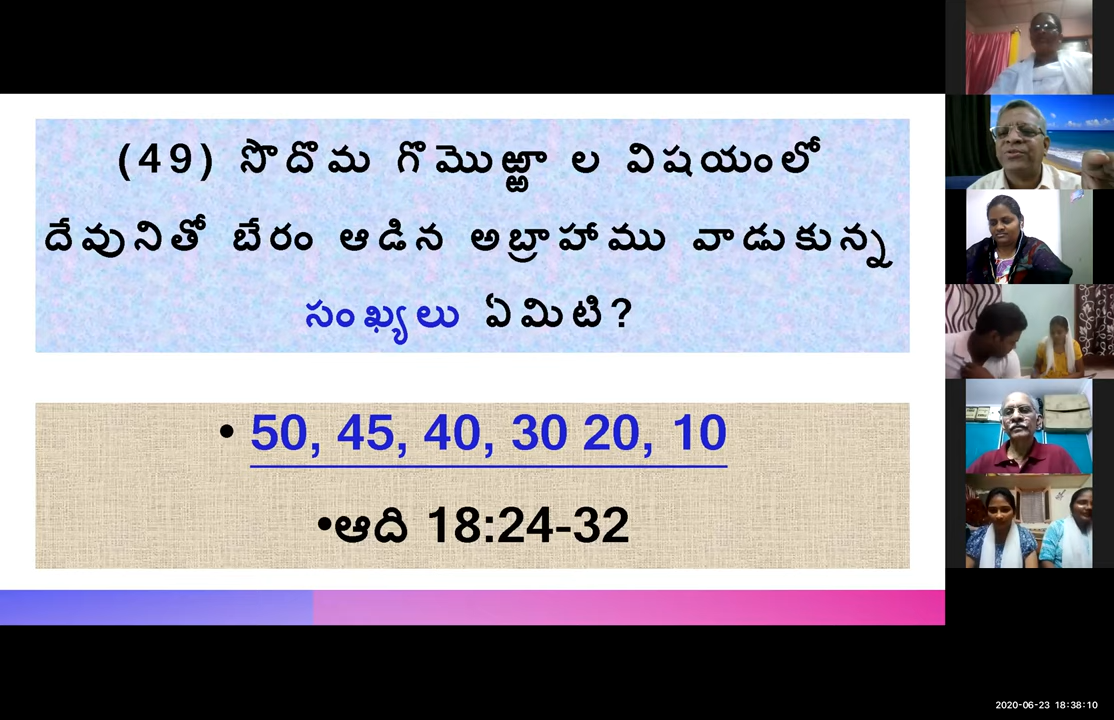 (49) సొదొమ గొమొఱ్ఱా ల విషయంలో
దేవునితో బేరం ఆడిన అబ్రాహాము వాడుకున్న
సంఖ్యలు ఏమిటి?
• 50, 45, 40, 30 20, 10
•ఆది 18:24-32
2020-06-23 18:38:10